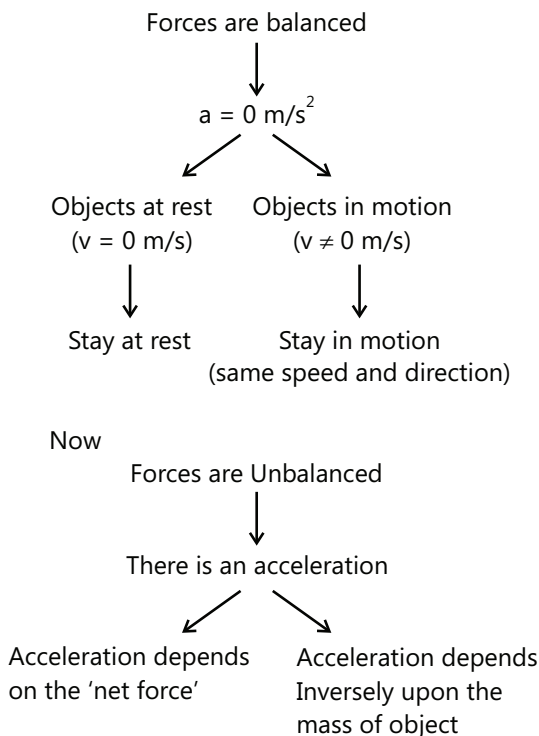 Forces are balanced
a = 0 m/s²
Objects at rest
(v = 0 m/s)
Objects in motion
(v ≠ 0 m/s)
Stay at rest
Stay in motion
(same speed and direction)
Now
Forces are Unbalanced
There is an acceleration
Acceleration depends
on the ‘net force’
Acceleration depends
Inversely upon the
mass of object